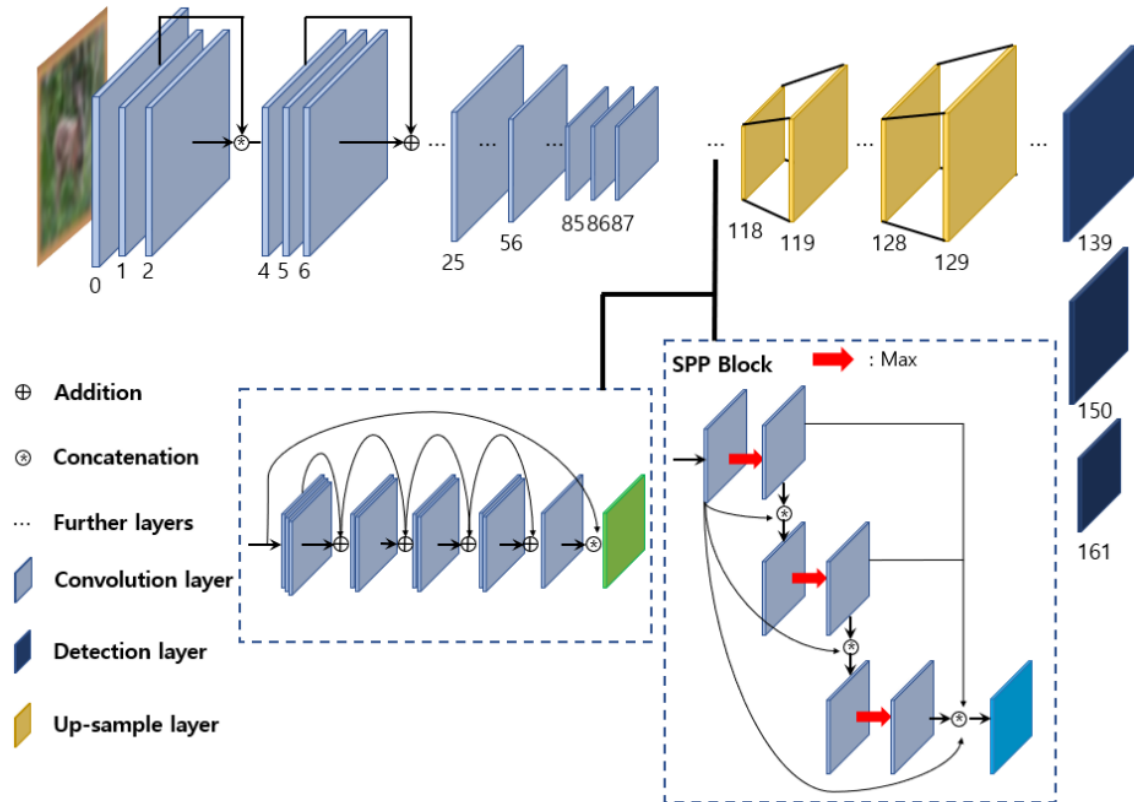 0 1 2 4 5 6 ... 25 ... 56 ... 85 86 87 ... 118 119 ... 128 129 ... 139
150
161
SPP Block : Max
⊕ Addition
⊛ Concatenation
... Further layers
Convolution layer
Detection layer
Up-sample layer